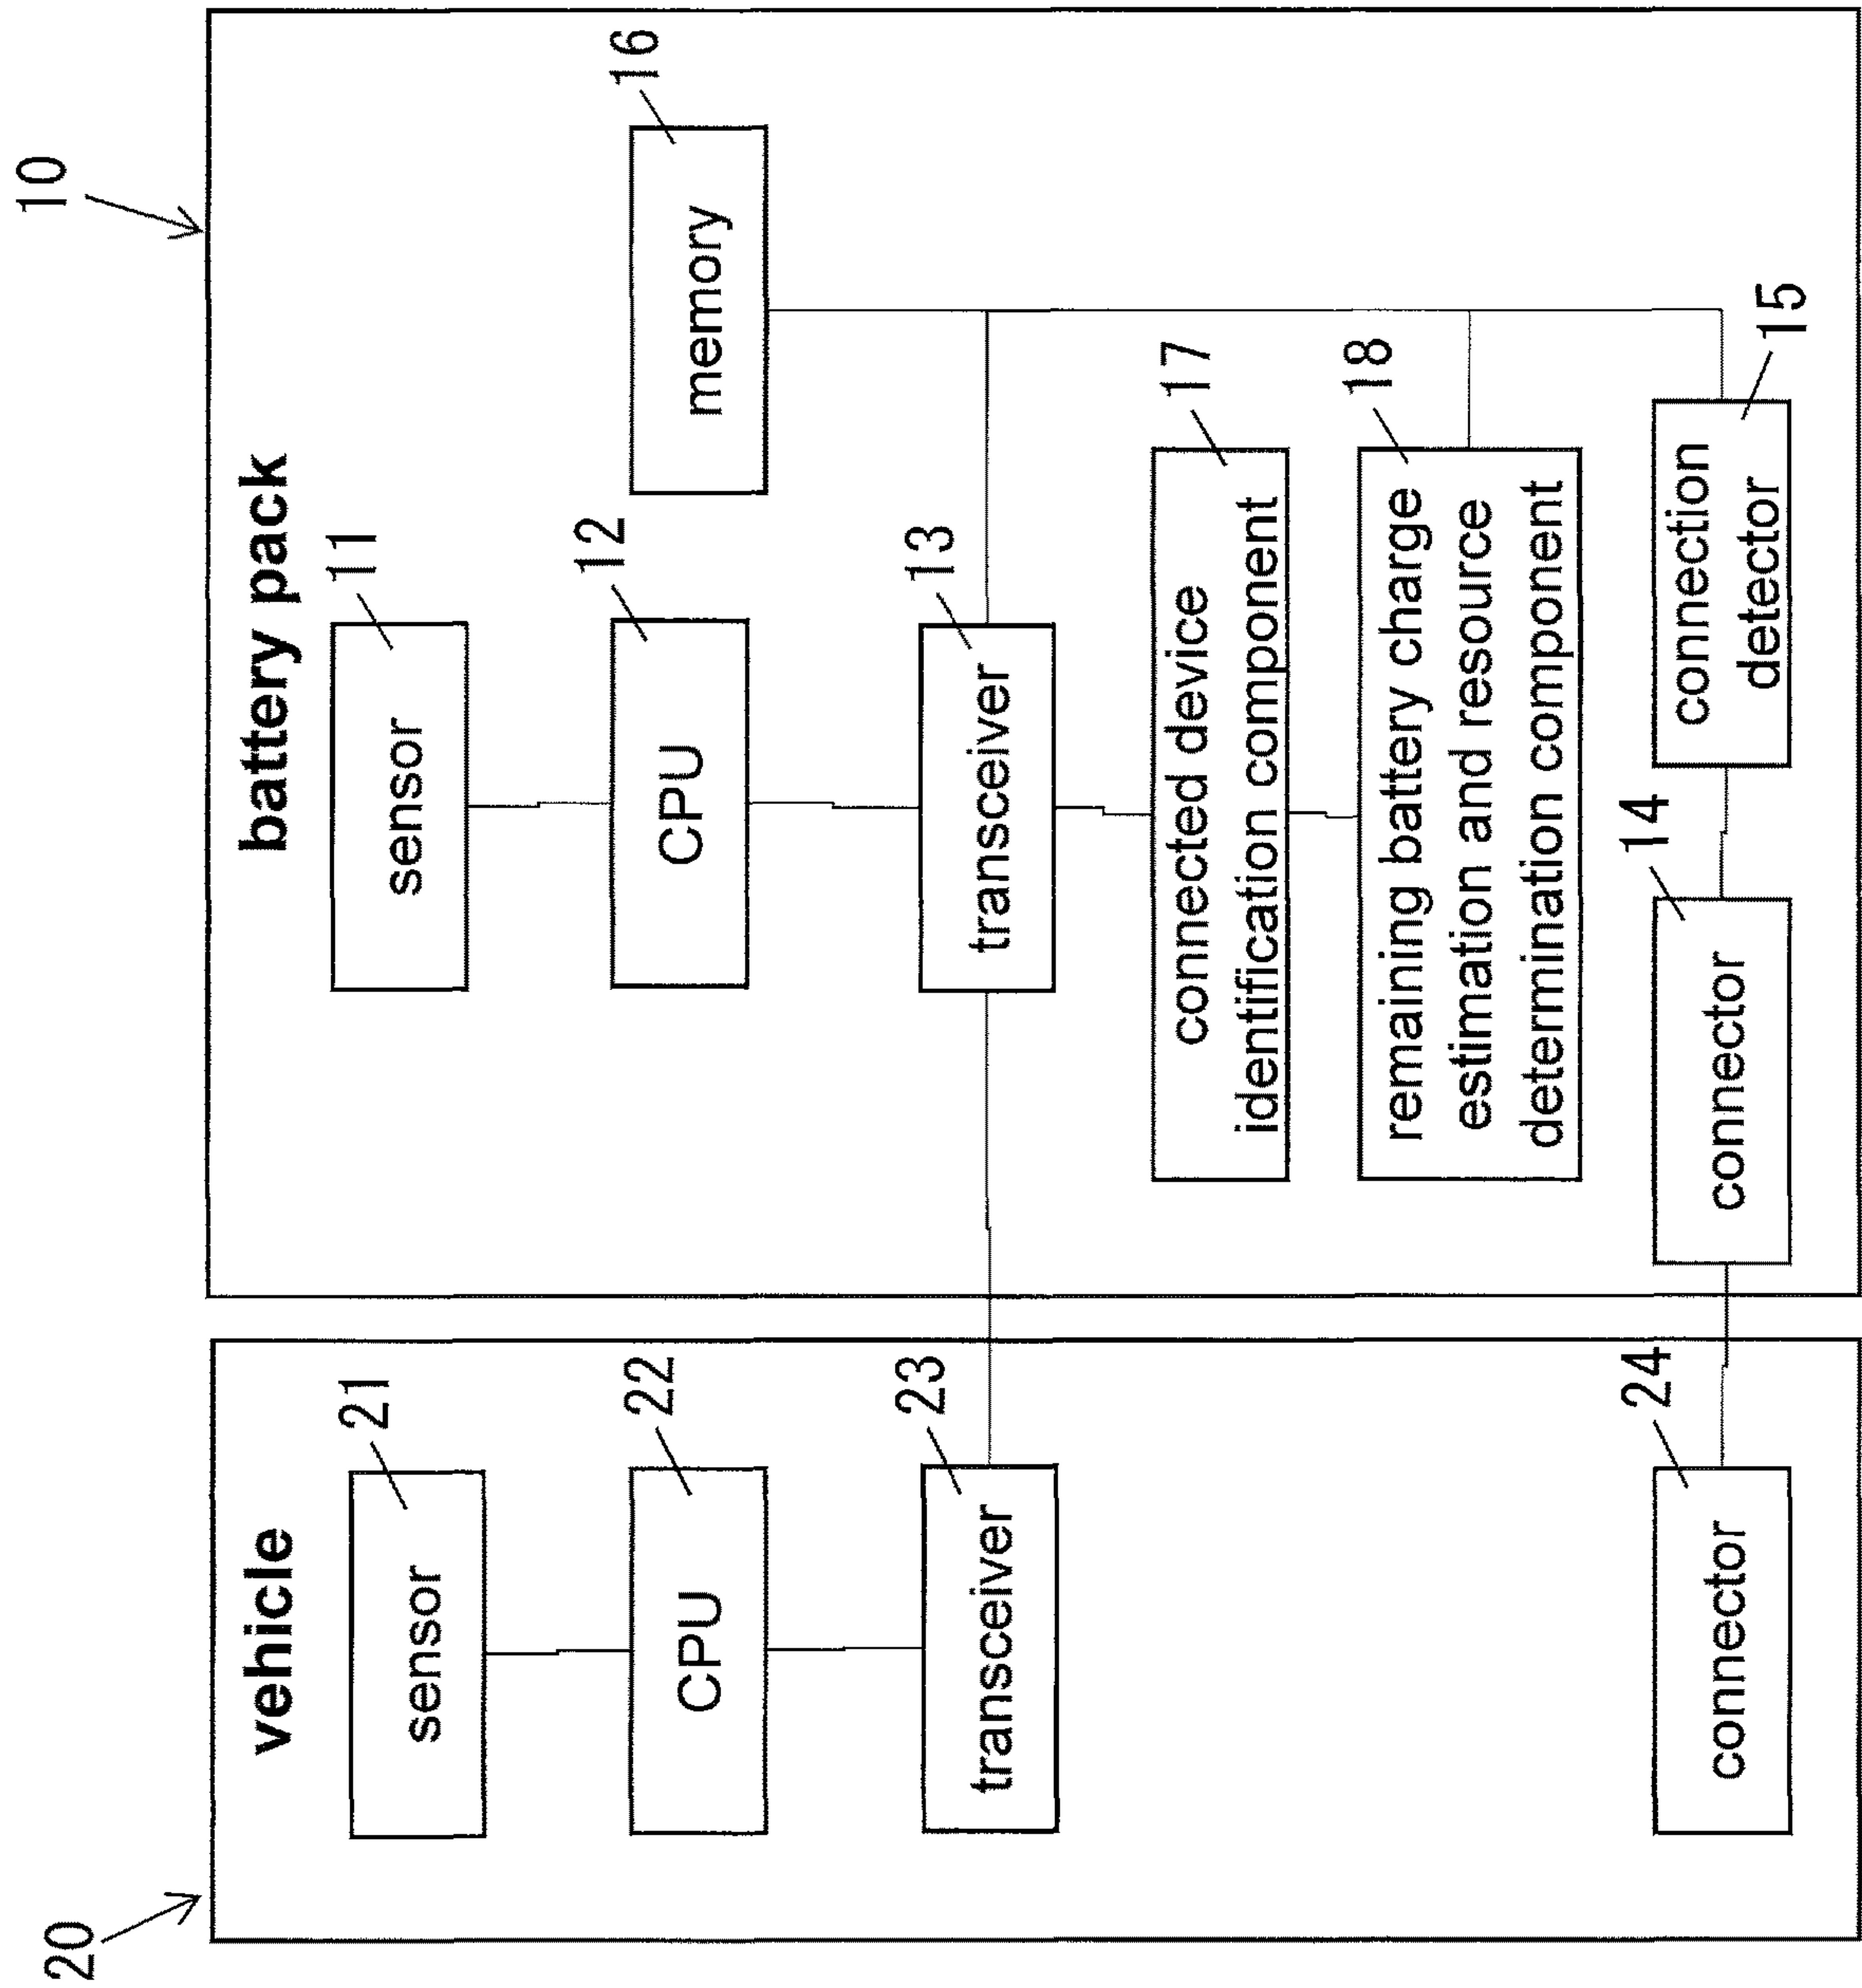 10
20
vehicle
battery pack
21
sensor
22
CPU
23
transceiver
24
connector
11
sensor
12
CPU
16
memory
13
transceiver
17
connected device
identification component
18
remaining battery charge
estimation and resource
determination component
14
connector
15
connection
detector